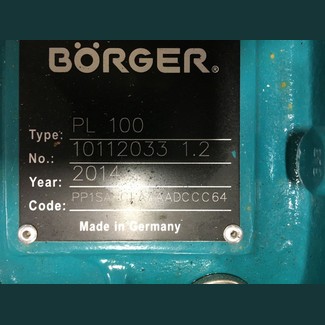 BÖRGER®
Type: PL 100
No.: 10112033 1.2
Year: 2014
Code:
Made in Germany